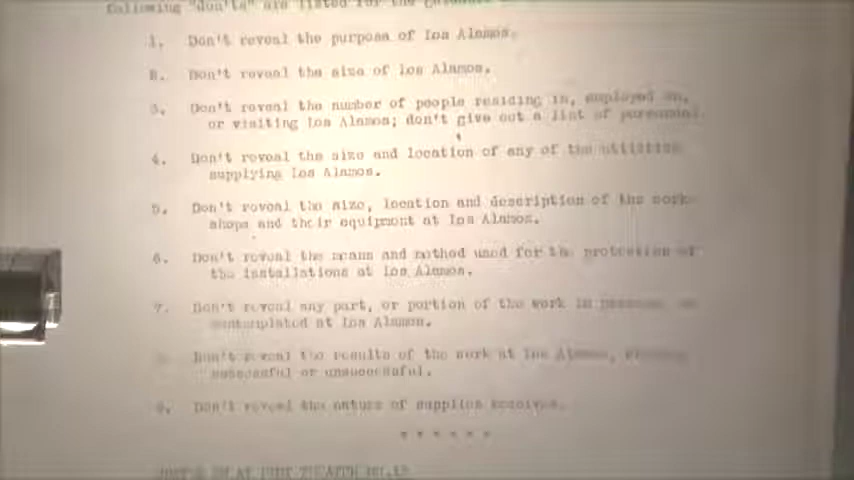 following "don'ts" are listed for the
1. Don't reveal the purpose of Los Alamos.
2. Don't reveal the size of Los Alamos.
3. Don't reveal the number of people residing in, employed on,
or visiting Los Alamos; don't give out a list of personnel.
4. Don't reveal the size and location of any of the utilities
supplying Los Alamos.
5. Don't reveal the size, location and description of the work
shops and their equipment at Los Alamos.
6. Don't reveal the means and method used for the protection of
the installations at Los Alamos.
7. Don't reveal any part, or portion of the work in process, or
contemplated at Los Alamos.
Don't reveal the results of the work at Los Alamos,
successful or unsuccessful.
9. Don't reveal the nature of supplies received.
* * * * * *